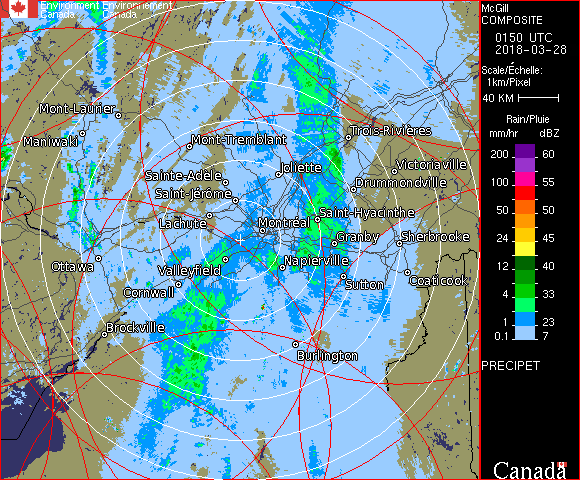 Environment Environnement
Canada Canada
McGill
COMPOSITE
0150 UTC
2018-03-28
Scale/Échelle:
1km/Pixel
40 KM
Rain/Pluie
mm/hr dBZ
200 60
100 55
50 50
24 45
12 40
4 33
1 23
0.1 7
PRECIPET
Canada
Mont-Laurier
Maniwaki
Mont-Tremblant
Trois-Rivières
Joliette
Victoriaville
Sainte-Adèle
Drummondville
Saint-Jérôme
Lachute
Saint-Hyacinthe
Montréal
Granby
Sherbrooke
Ottawa
Valleyfield
Napierville
Cornwall
Sutton
Coaticook
Brockville
Burlington